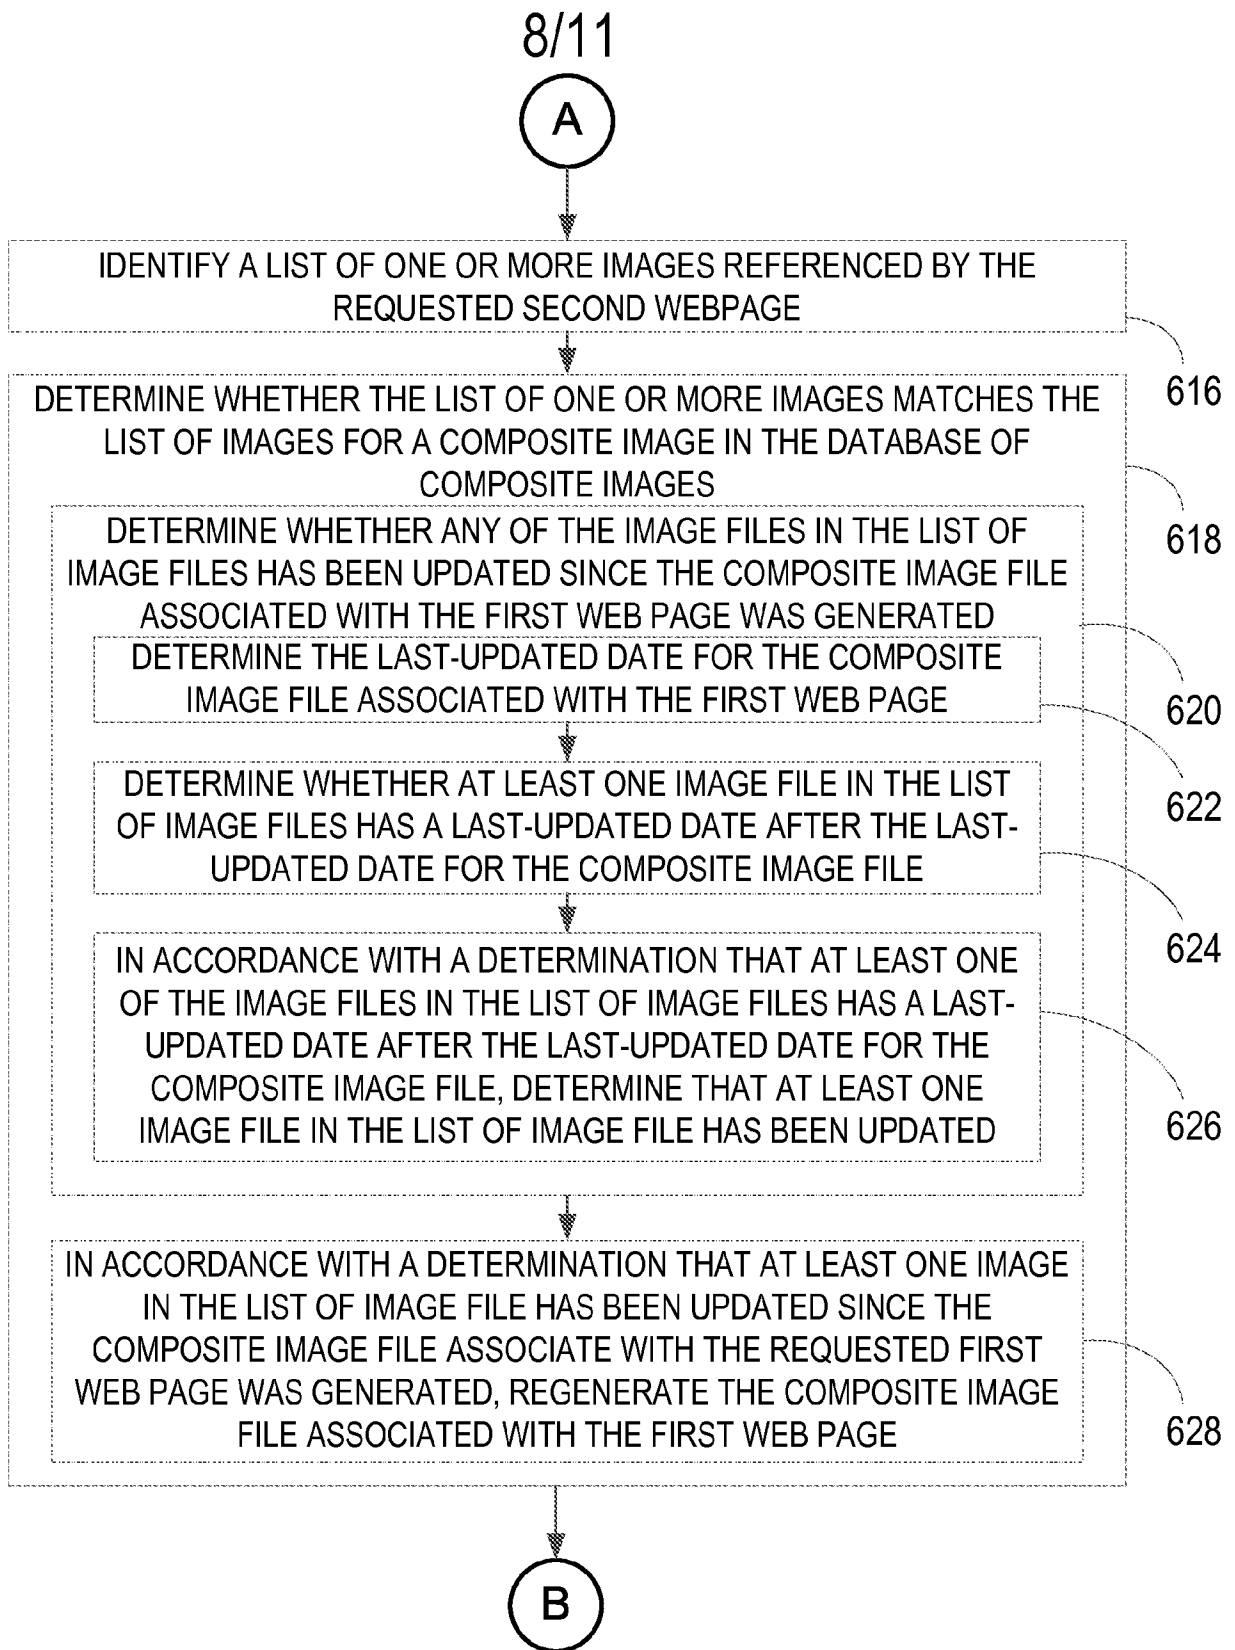 8/11
A
IDENTIFY A LIST OF ONE OR MORE IMAGES REFERENCED BY THE
REQUESTED SECOND WEBPAGE
616
DETERMINE WHETHER THE LIST OF ONE OR MORE IMAGES MATCHES THE
LIST OF IMAGES FOR A COMPOSITE IMAGE IN THE DATABASE OF
COMPOSITE IMAGES
618
DETERMINE WHETHER ANY OF THE IMAGE FILES IN THE LIST OF
IMAGE FILES HAS BEEN UPDATED SINCE THE COMPOSITE IMAGE FILE
ASSOCIATED WITH THE FIRST WEB PAGE WAS GENERATED
620
DETERMINE THE LAST-UPDATED DATE FOR THE COMPOSITE
IMAGE FILE ASSOCIATED WITH THE FIRST WEB PAGE
622
DETERMINE WHETHER AT LEAST ONE IMAGE FILE IN THE LIST
OF IMAGE FILES HAS A LAST-UPDATED DATE AFTER THE LAST-
UPDATED DATE FOR THE COMPOSITE IMAGE FILE
624
IN ACCORDANCE WITH A DETERMINATION THAT AT LEAST ONE
OF THE IMAGE FILES IN THE LIST OF IMAGE FILES HAS A LAST-
UPDATED DATE AFTER THE LAST-UPDATED DATE FOR THE
COMPOSITE IMAGE FILE, DETERMINE THAT AT LEAST ONE
IMAGE FILE IN THE LIST OF IMAGE FILE HAS BEEN UPDATED
626
IN ACCORDANCE WITH A DETERMINATION THAT AT LEAST ONE IMAGE
IN THE LIST OF IMAGE FILE HAS BEEN UPDATED SINCE THE
COMPOSITE IMAGE FILE ASSOCIATE WITH THE REQUESTED FIRST
WEB PAGE WAS GENERATED, REGENERATE THE COMPOSITE IMAGE
FILE ASSOCIATED WITH THE FIRST WEB PAGE
628
B